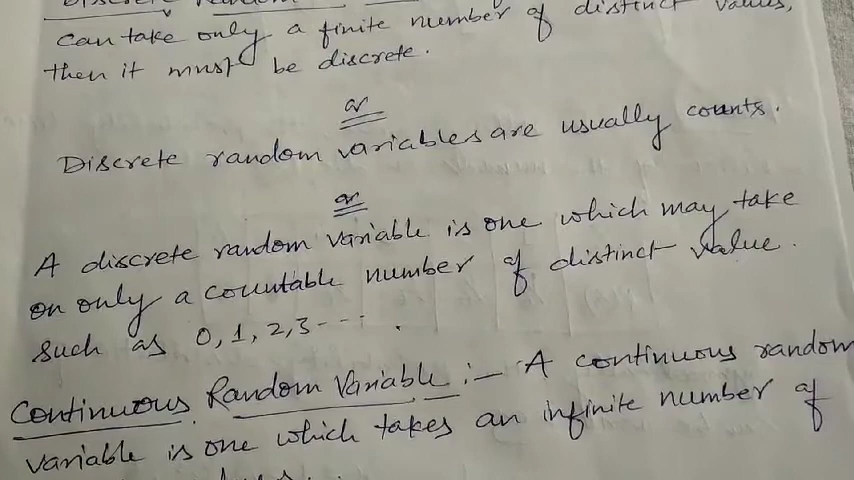 Discrete Random
can take only a finite number of distinct values,
then it must be discrete.
or
Discrete random variables are usually counts.
or
A discrete random variable is one which may take
on only a countable number of distinct value.
such as 0, 1, 2, 3 ---- .
Continuous Random Variable :- A continuous random
variable is one which takes an infinite number of